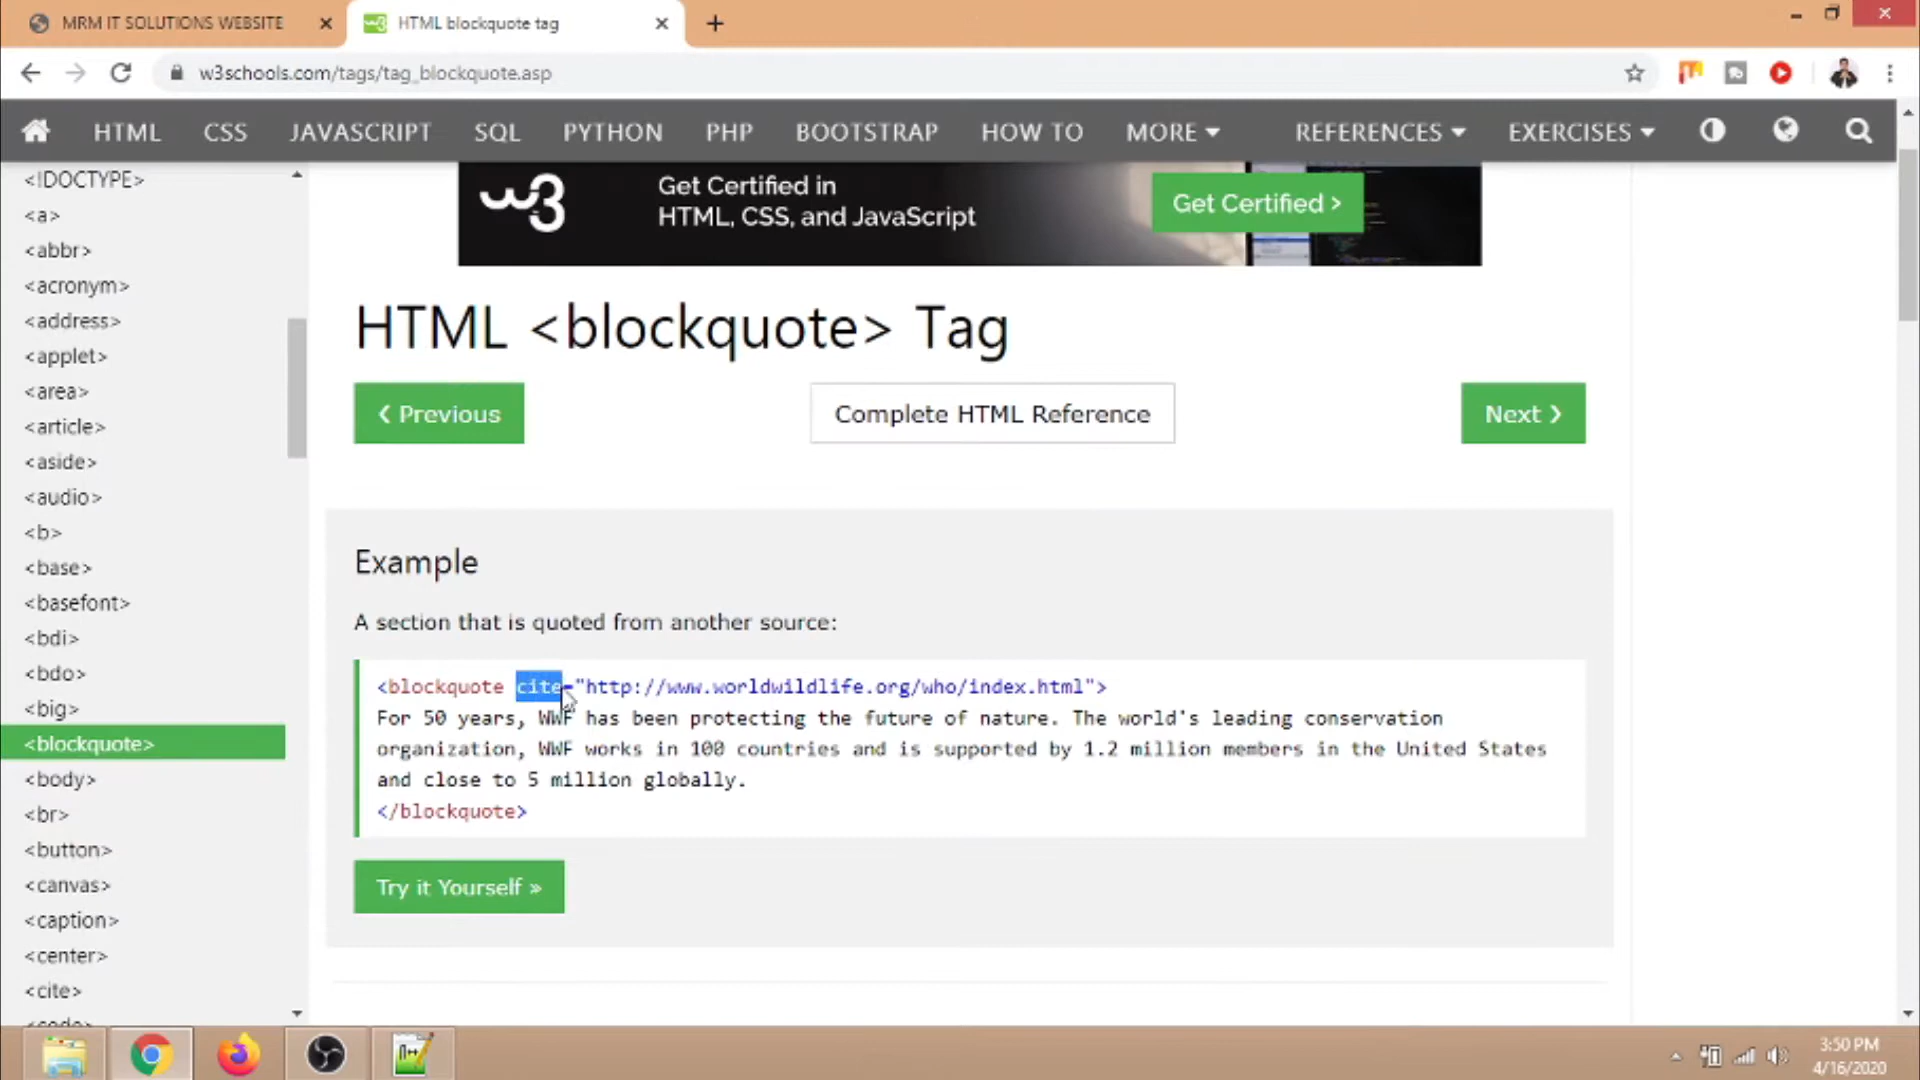 MRM IT SOLUTIONS WEBSITE
HTML blockquote tag
w3schools.com/tags/tag_blockquote.asp
HTML CSS JAVASCRIPT SQL PYTHON PHP BOOTSTRAP HOW TO MORE REFERENCES EXERCISES
<!DOCTYPE>
<a>
<abbr>
<acronym>
<address>
<applet>
<area>
<article>
<aside>
<audio>
<b>
<base>
<basefont>
<bdi>
<bdo>
<big>
<blockquote>
<body>
<br>
<button>
<canvas>
<caption>
<center>
<cite>
<code>
w3
Get Certified in
HTML, CSS, and JavaScript
Get Certified >
HTML <blockquote> Tag
❮ Previous
Complete HTML Reference
Next ❯
Example
A section that is quoted from another source:
<blockquote cite="http://www.worldwildlife.org/who/index.html">
For 50 years, WWF has been protecting the future of nature. The world's leading conservation
organization, WWF works in 100 countries and is supported by 1.2 million members in the United States
and close to 5 million globally.
</blockquote>
Try it Yourself »
3:50 PM
4/16/2020